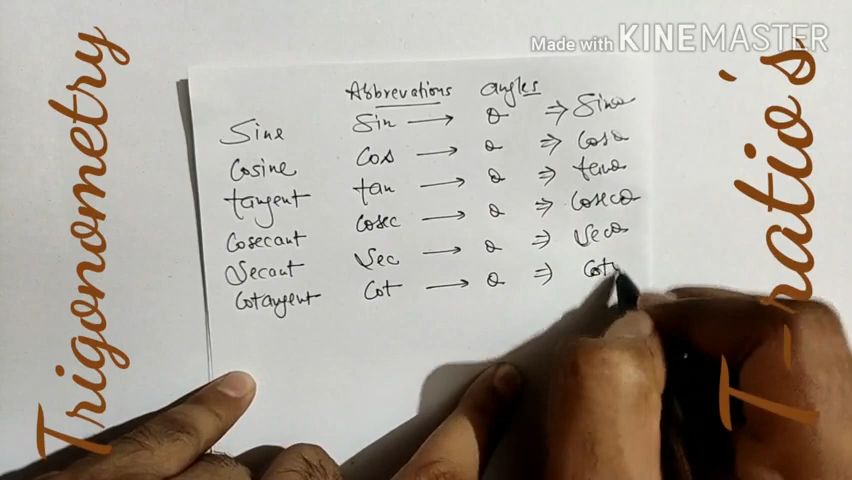 Made with KINEMASTER
Trigonometry
T-ratio's
Abbrevations angles
Sine Sin → θ ⇒ Sinθ
Cosine Cos → θ ⇒ Cosθ
tangent tan → θ ⇒ tanθ
Cosecant Cosec → θ ⇒ Cosecθ
Secant Sec → θ ⇒ Secθ
Cotangent Cot → θ ⇒ Cot